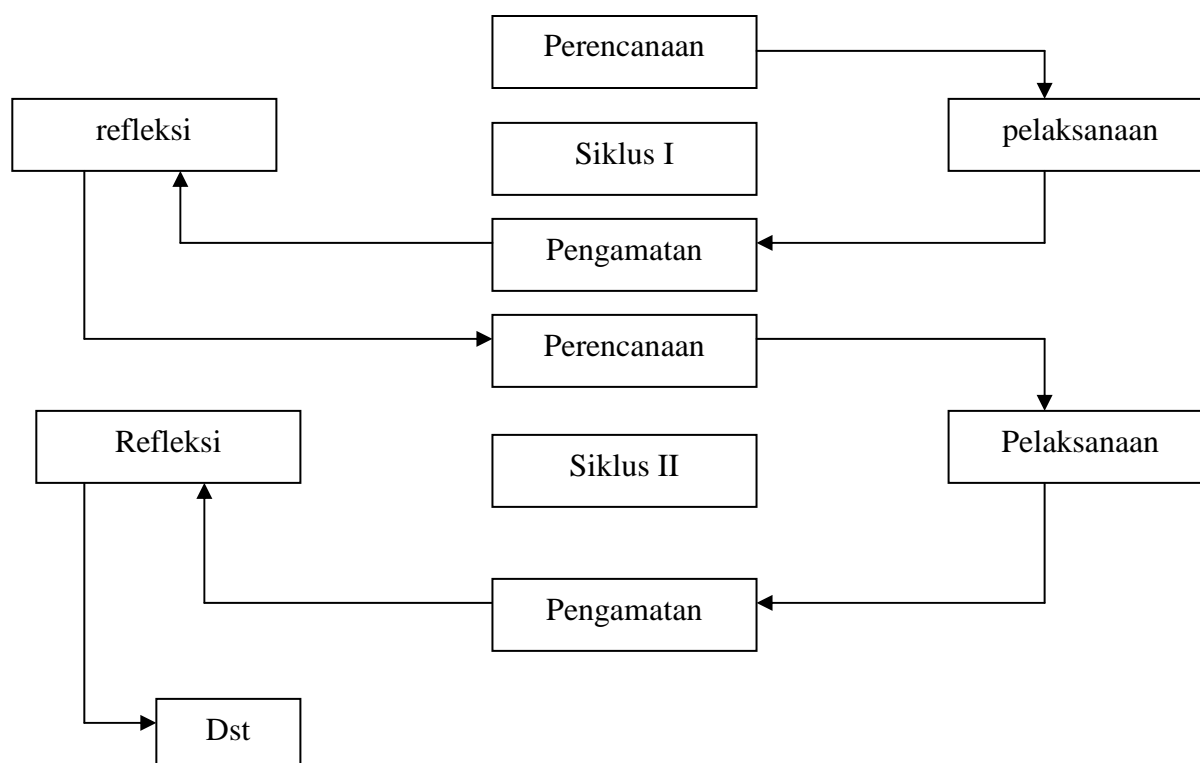 Perencanaan
refleksi
pelaksanaan
Siklus I
Pengamatan
Perencanaan
Refleksi
Pelaksanaan
Siklus II
Pengamatan
Dst